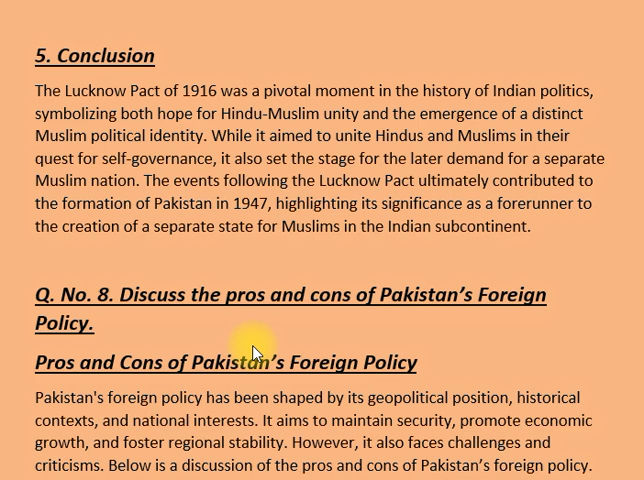 5. Conclusion
The Lucknow Pact of 1916 was a pivotal moment in the history of Indian politics,
symbolizing both hope for Hindu-Muslim unity and the emergence of a distinct
Muslim political identity. While it aimed to unite Hindus and Muslims in their
quest for self-governance, it also set the stage for the later demand for a separate
Muslim nation. The events following the Lucknow Pact ultimately contributed to
the formation of Pakistan in 1947, highlighting its significance as a forerunner to
the creation of a separate state for Muslims in the Indian subcontinent.
Q. No. 8. Discuss the pros and cons of Pakistan’s Foreign
Policy.
Pros and Cons of Pakistan’s Foreign Policy
Pakistan's foreign policy has been shaped by its geopolitical position, historical
contexts, and national interests. It aims to maintain security, promote economic
growth, and foster regional stability. However, it also faces challenges and
criticisms. Below is a discussion of the pros and cons of Pakistan’s foreign policy.